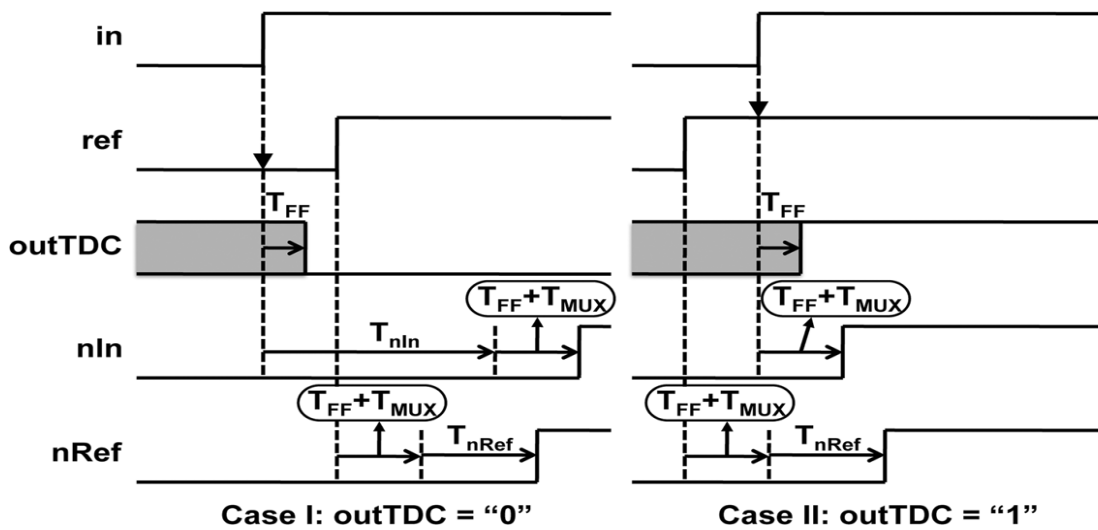 in
ref
T_FF T_FF
outTDC
T_FF+T_MUX T_FF+T_MUX
nIn T_nIn
T_FF+T_MUX T_FF+T_MUX
nRef T_nRef T_nRef
Case I: outTDC = “0” Case II: outTDC = “1”